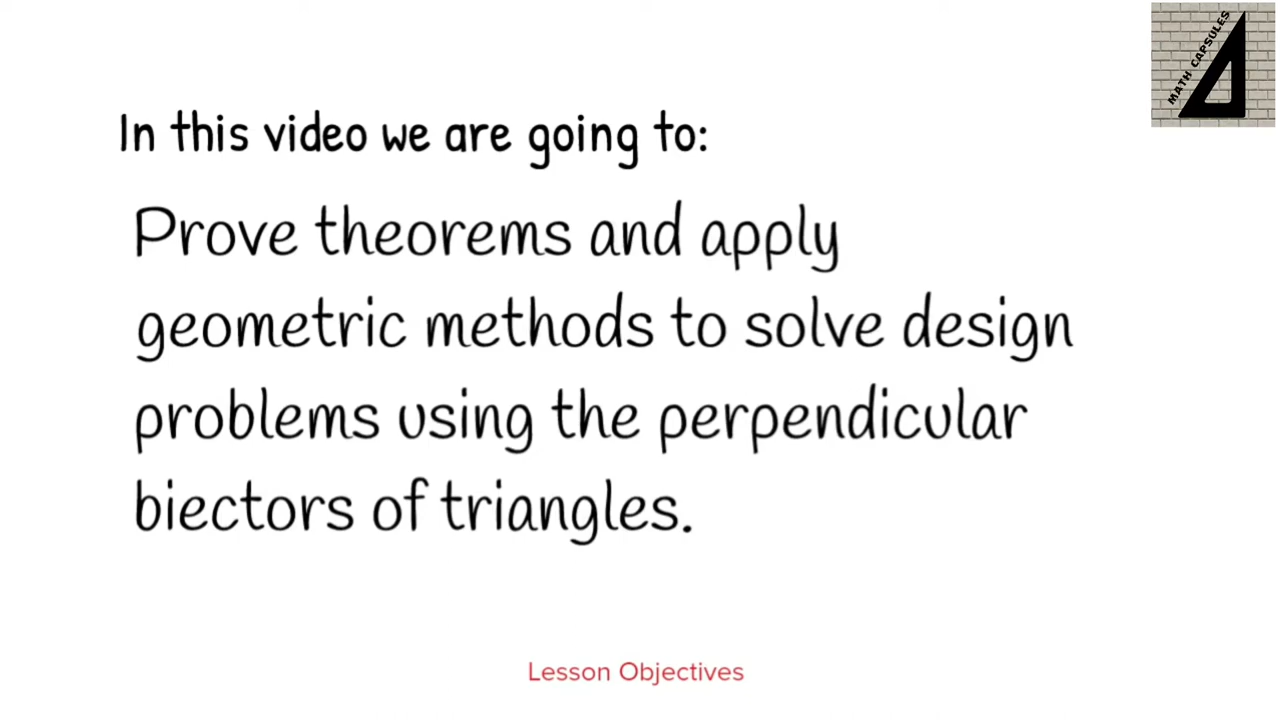 MATH CAPSULES
In this video we are going to:
Prove theorems and apply
geometric methods to solve design
problems using the perpendicular
biectors of triangles.
Lesson Objectives